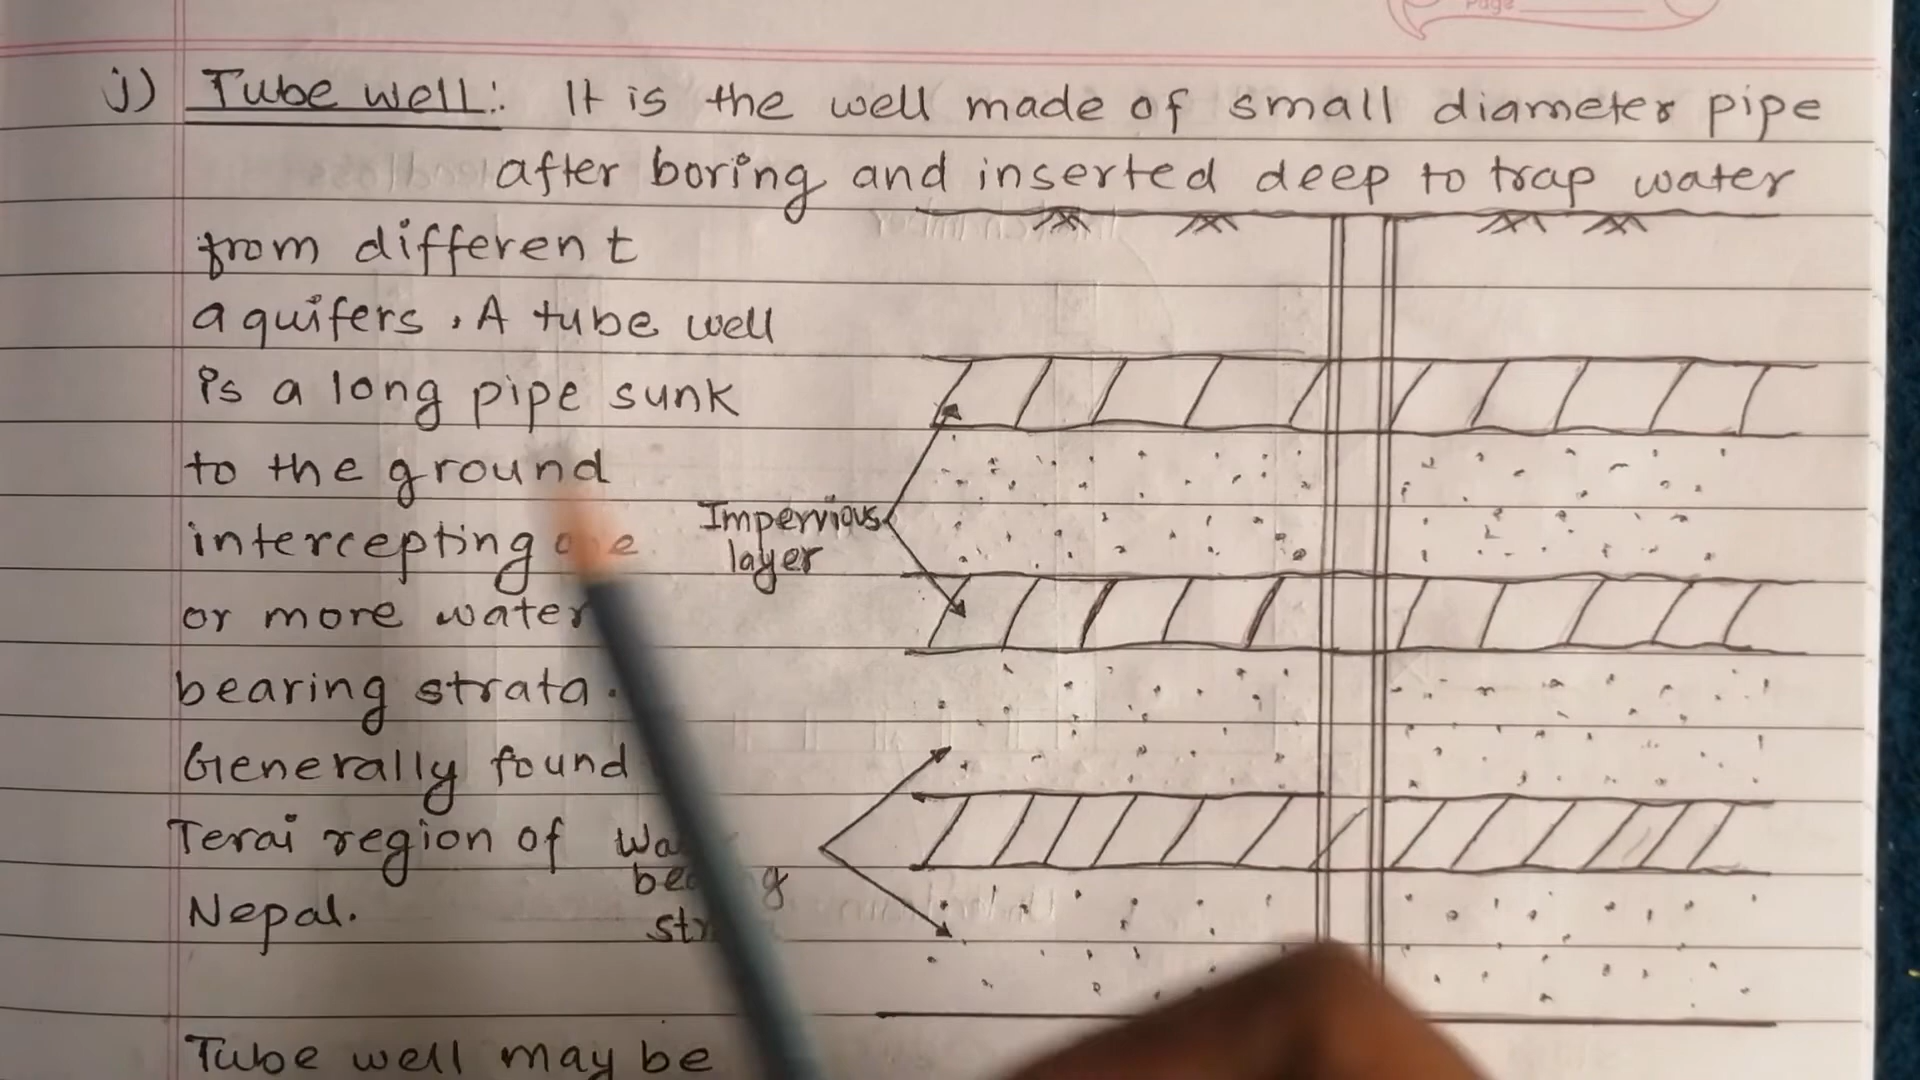 Page
j) Tube well: It is the well made of small diameter pipe
after boring and inserted deep to trap water
from different
aquifers. A tube well
is a long pipe sunk
to the ground
intercepting
or more water
bearing strata.
Generally found
Terai region of
Nepal.
Tube well may be
Impervious
layer